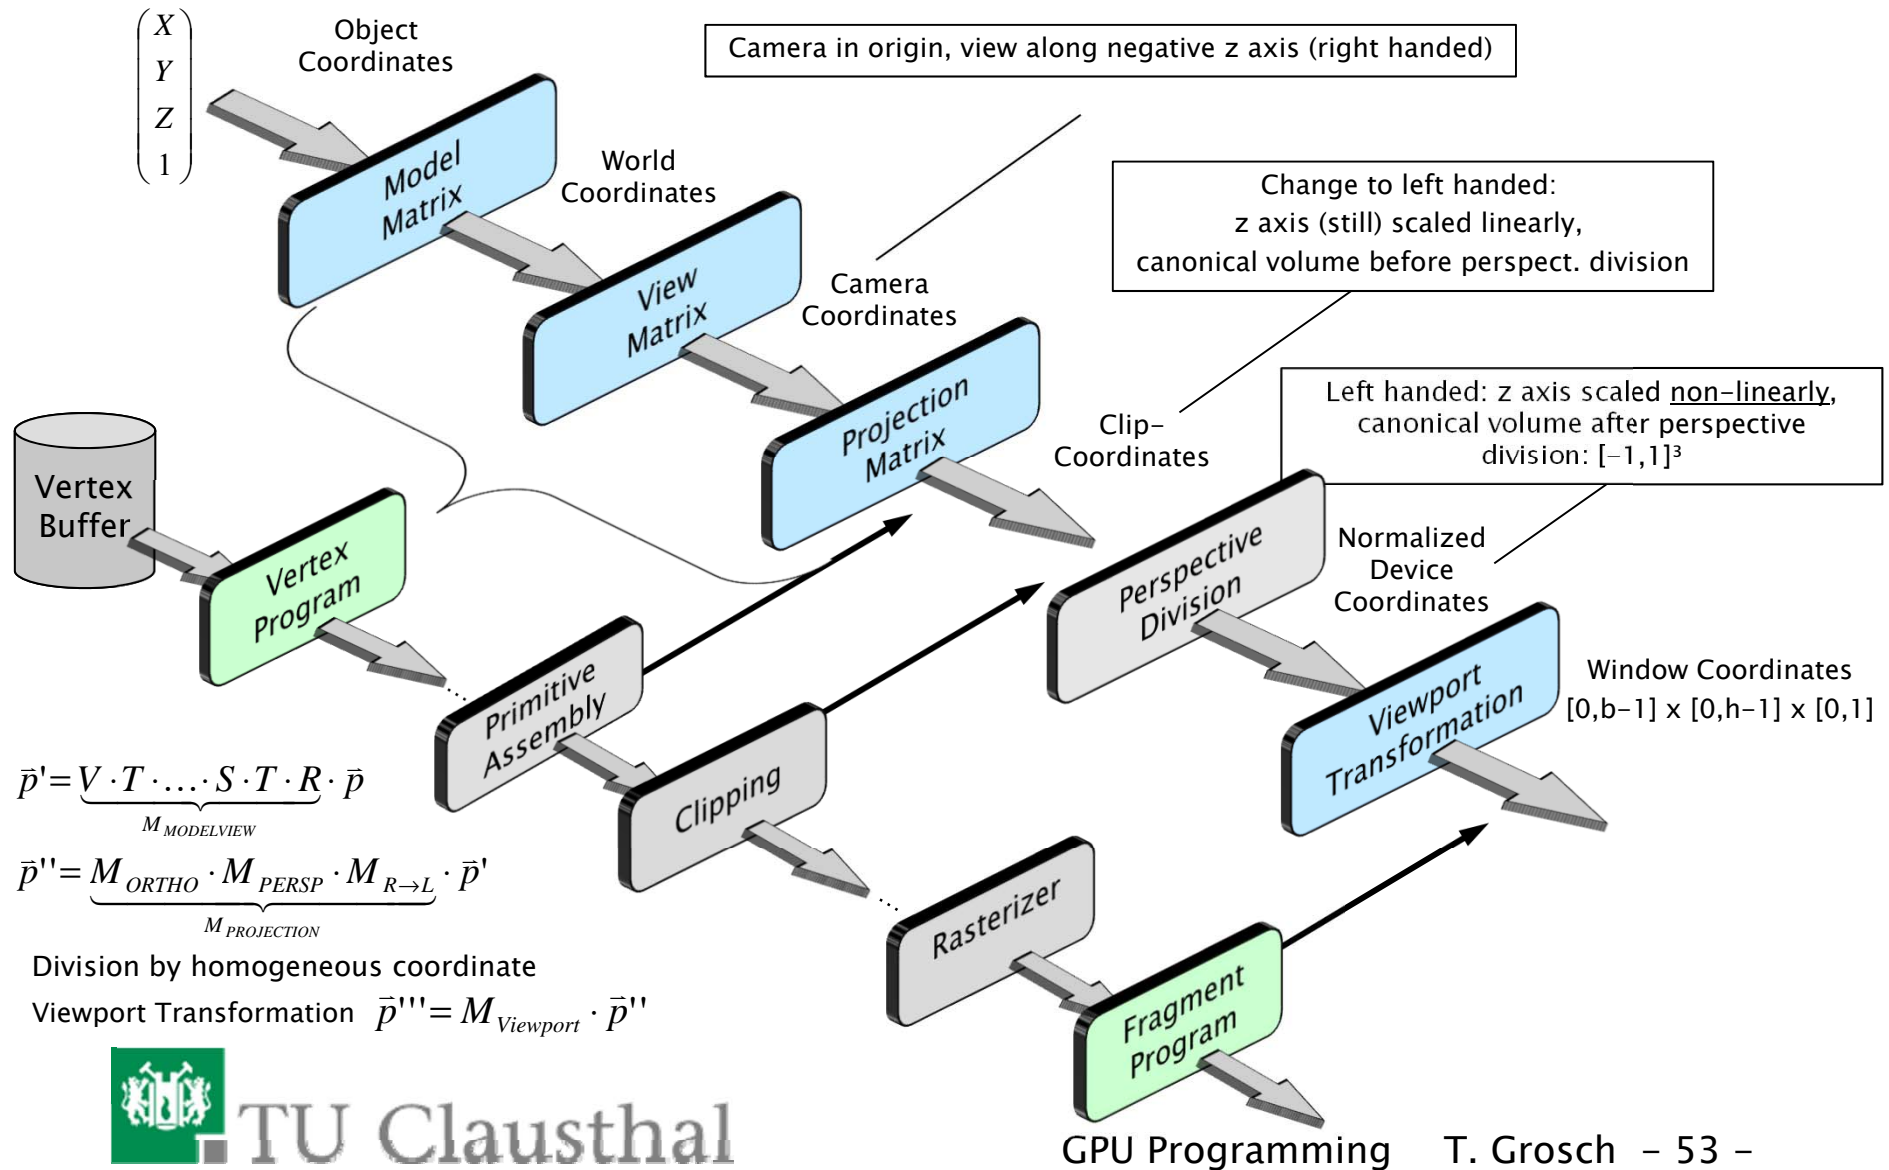 X
Y
Z
1
Object
Coordinates
Camera in origin, view along negative z axis (right handed)
Model
Matrix
World
Coordinates
Change to left handed:
z axis (still) scaled linearly,
canonical volume before perspect. division
View
Matrix
Camera
Coordinates
Projection
Matrix
Clip-
Coordinates
Left handed: z axis scaled non-linearly,
canonical volume after perspective
division: [-1,1]³
Vertex
Buffer
Vertex
Program
Perspective
Division
Normalized
Device
Coordinates
Primitive
Assembly
Viewport
Transformation
Window Coordinates
[0,b-1] x [0,h-1] x [0,1]
Clipping
p⃗'= V · T · … · S · T · R · p⃗
M MODELVIEW
p⃗''= M ORTHO · M PERSP · M R→L · p⃗'
M PROJECTION
Rasterizer
Division by homogeneous coordinate
Viewport Transformation p⃗'''= M Viewport · p⃗''
Fragment
Program
TU Clausthal
GPU Programming T. Grosch - 53 -